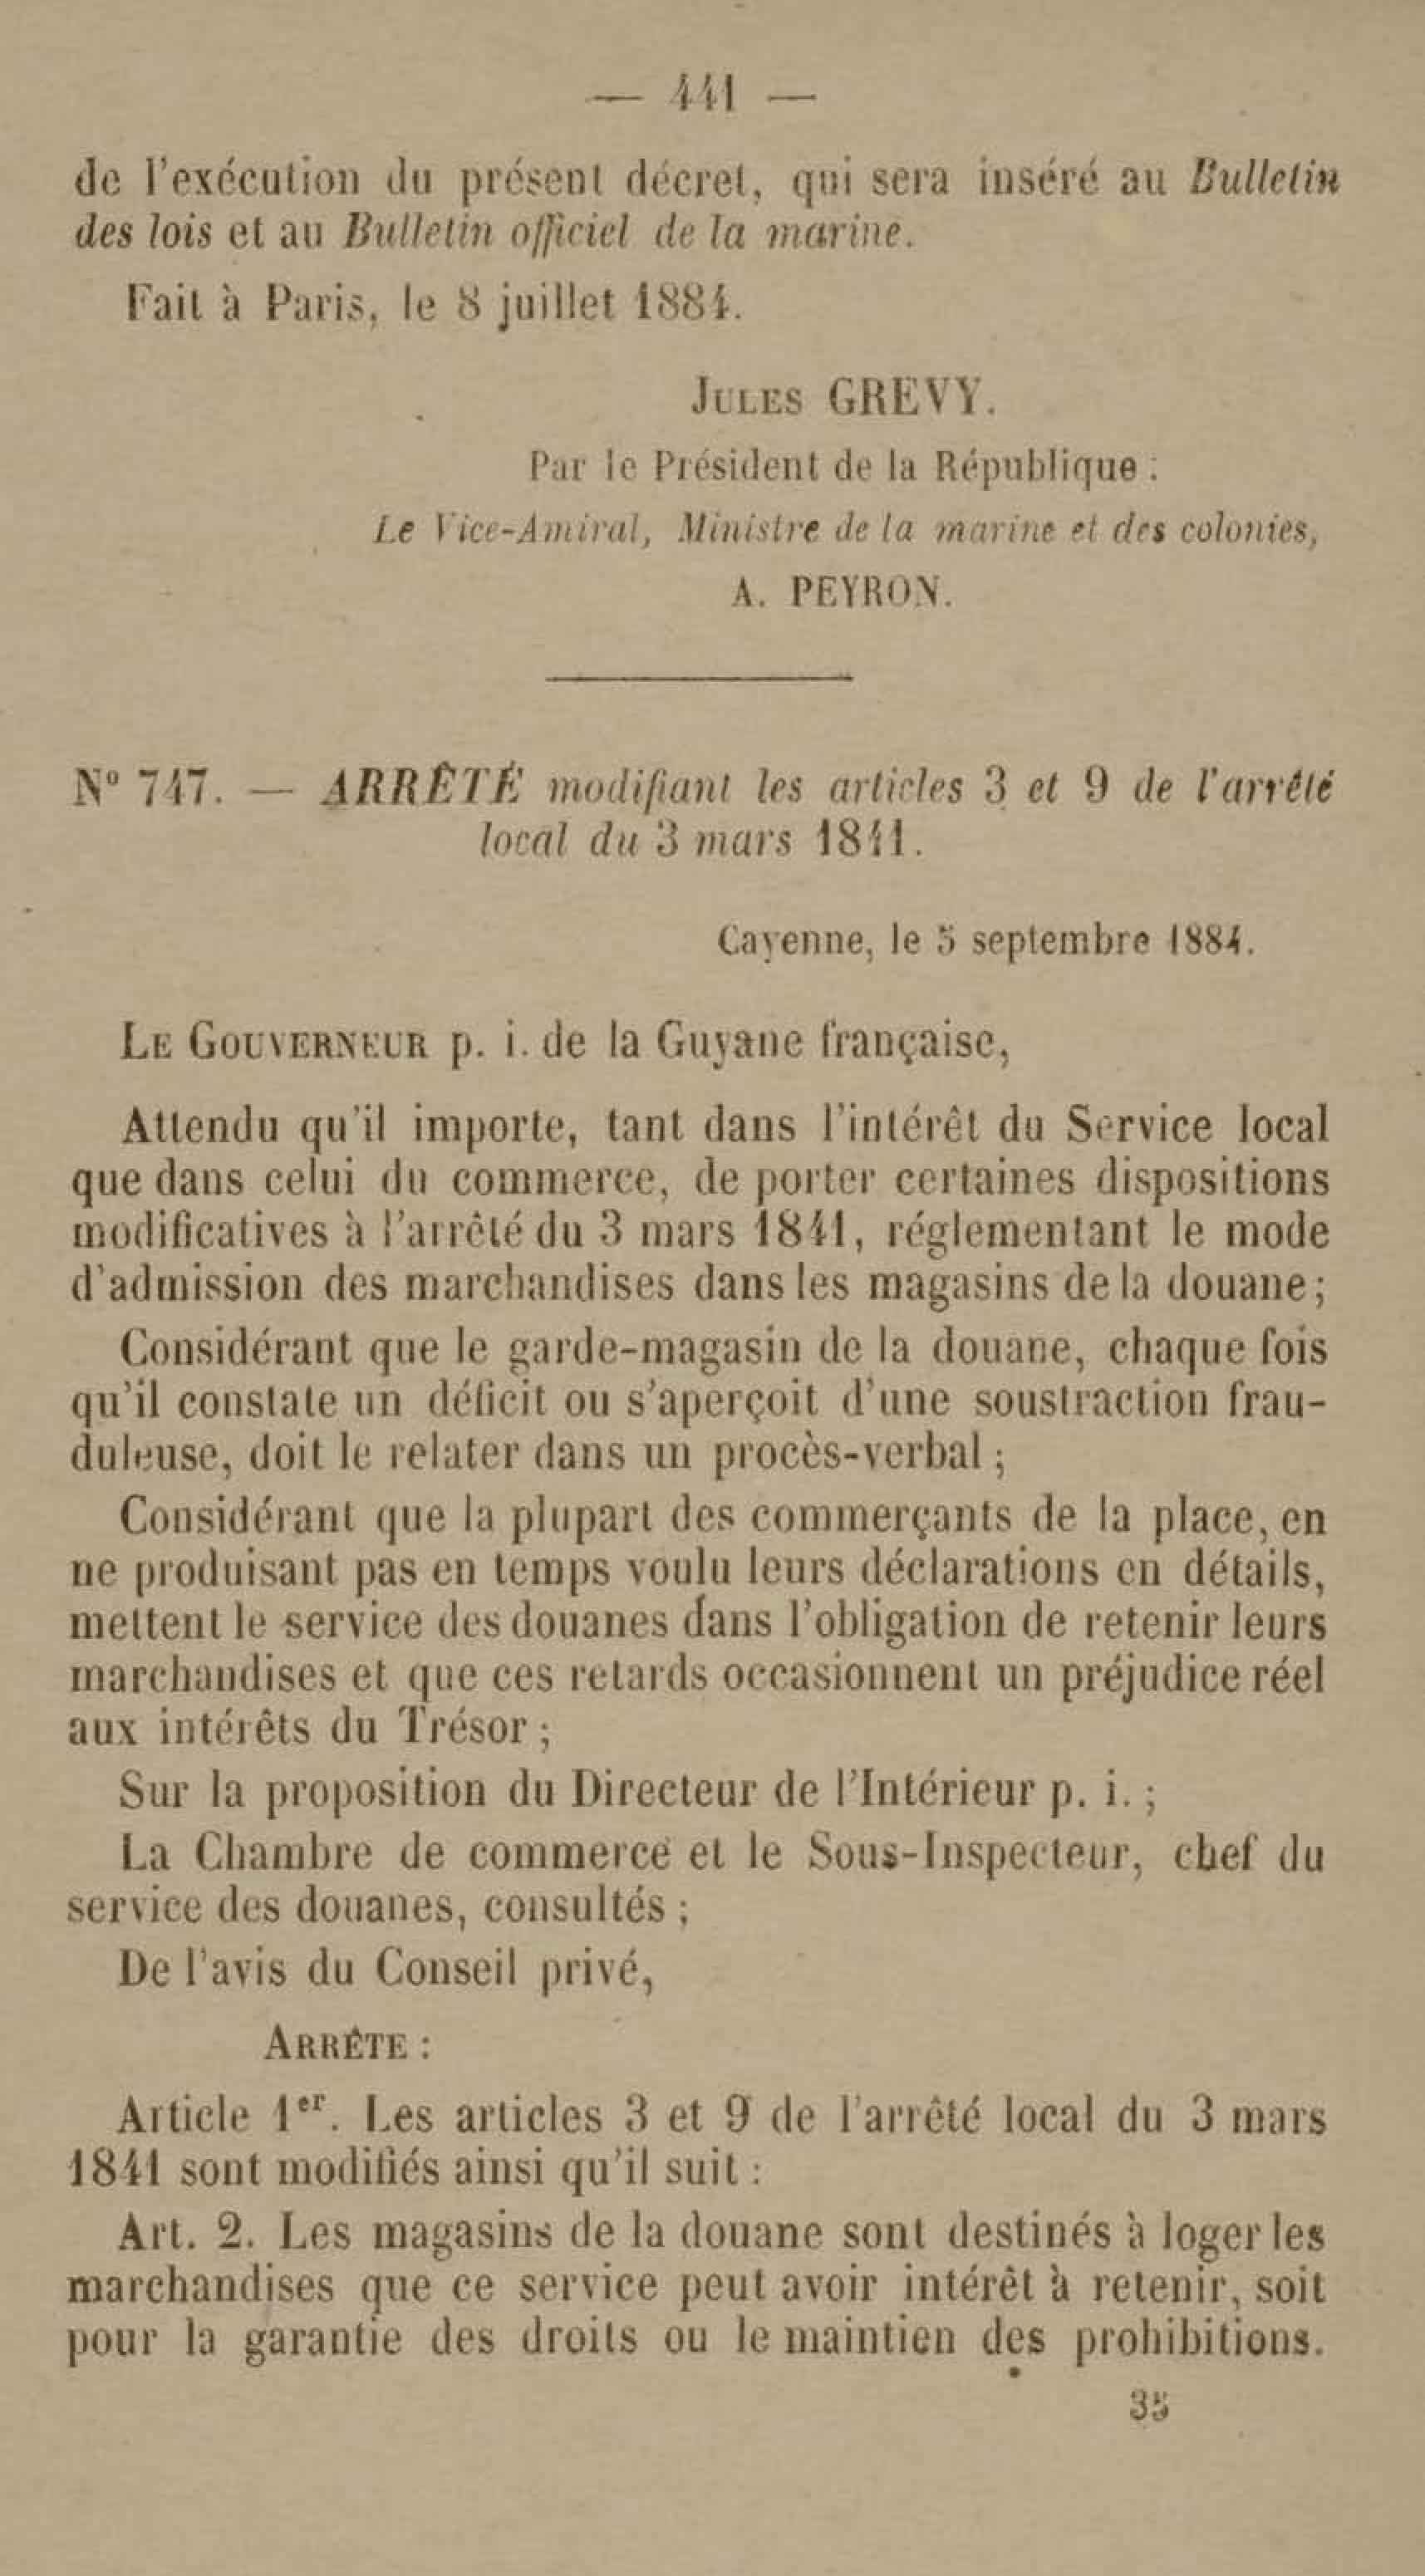 — 441 —
de l'exécution du présent décret, qui sera inséré au Bulletin
des lois et au Bulletin officiel de la marine.
Fait à Paris, le 8 juillet 1884.
JULES GREVY.
Par le Président de la République :
Le Vice-Amiral, Ministre de la marine et des colonies,
A. PEYRON.
N° 747. — ARRÊTÉ modifiant les articles 3 et 9 de l'arrêté
local du 3 mars 1841.
Cayenne, le 5 septembre 1884.
LE GOUVERNEUR p. i. de la Guyane française,
Attendu qu'il importe, tant dans l'intérêt du Service local
que dans celui du commerce, de porter certaines dispositions
modificatives à l'arrêté du 3 mars 1841, réglementant le mode
d'admission des marchandises dans les magasins de la douane;
Considérant que le garde-magasin de la douane, chaque fois
qu'il constate un déficit ou s'aperçoit d'une soustraction frau-
duleuse, doit le relater dans un procès-verbal ;
Considérant que la plupart des commerçants de la place, en
ne produisant pas en temps voulu leurs déclarations en détails,
mettent le service des douanes dans l'obligation de retenir leurs
marchandises et que ces retards occasionnent un préjudice réel
aux intérêts du Trésor ;
Sur la proposition du Directeur de l'Intérieur p. i. ;
La Chambre de commerce et le Sous-Inspecteur, chef du
service des douanes, consultés ;
De l'avis du Conseil privé,
ARRÊTE :
Article 1er. Les articles 3 et 9 de l'arrêté local du 3 mars
1841 sont modifiés ainsi qu'il suit :
Art. 2. Les magasins de la douane sont destinés à loger les
marchandises que ce service peut avoir intérêt à retenir, soit
pour la garantie des droits ou le maintien des prohibitions.
35